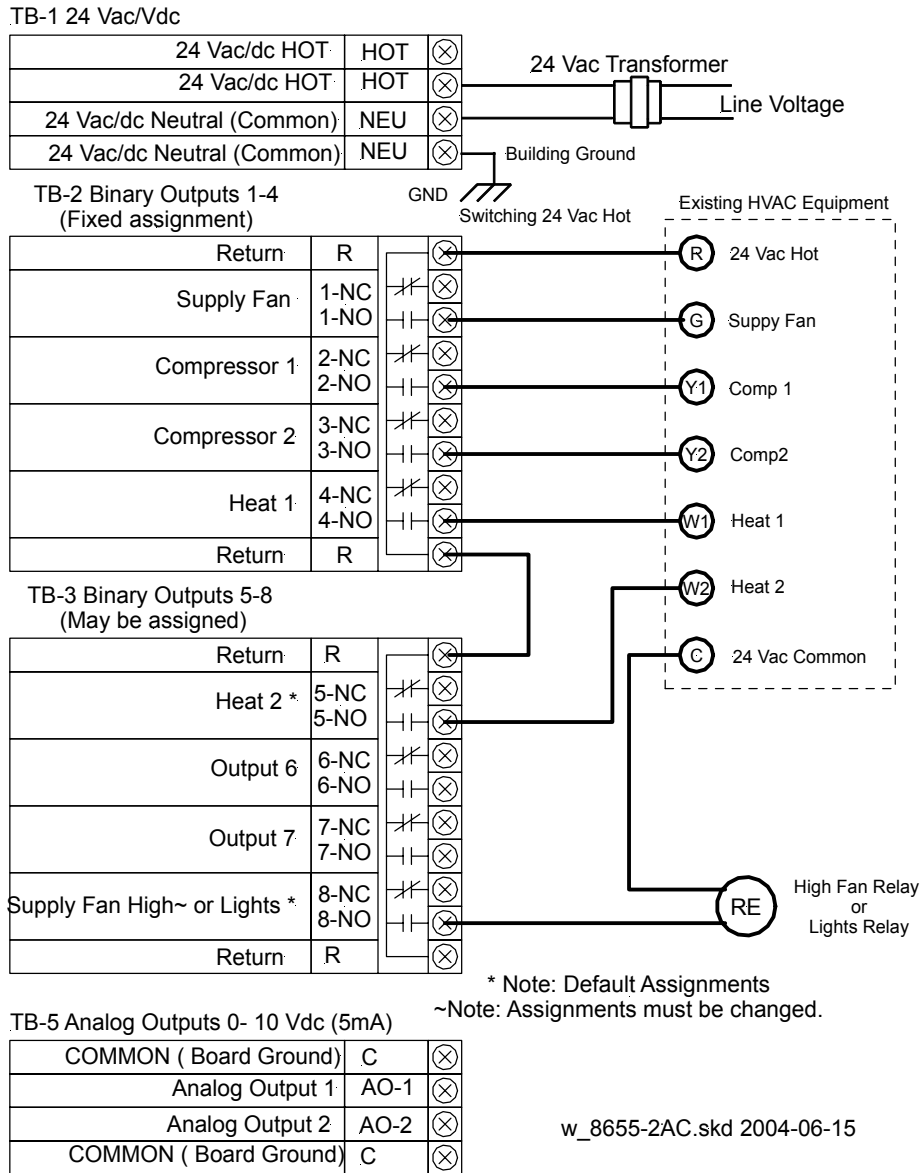 TB-1 24 Vac/Vdc
24 Vac/dc HOT HOT
24 Vac/dc HOT HOT
24 Vac/dc Neutral (Common) NEU
24 Vac/dc Neutral (Common) NEU
24 Vac Transformer
Line Voltage
Building Ground
GND
TB-2 Binary Outputs 1-4
(Fixed assignment)
Switching 24 Vac Hot
Existing HVAC Equipment
Return R
Supply Fan 1-NC
1-NO
Compressor 1 2-NC
2-NO
Compressor 2 3-NC
3-NO
Heat 1 4-NC
4-NO
Return R
R 24 Vac Hot
G Suppy Fan
Y1 Comp 1
Y2 Comp2
W1 Heat 1
W2 Heat 2
C 24 Vac Common
TB-3 Binary Outputs 5-8
(May be assigned)
Return R
Heat 2 * 5-NC
5-NO
Output 6 6-NC
6-NO
Output 7 7-NC
7-NO
Supply Fan High~ or Lights * 8-NC
8-NO
Return R
RE
High Fan Relay
or
Lights Relay
* Note: Default Assignments
~Note: Assignments must be changed.
TB-5 Analog Outputs 0- 10 Vdc (5mA)
COMMON ( Board Ground) C
Analog Output 1 AO-1
Analog Output 2 AO-2
COMMON ( Board Ground) C
w_8655-2AC.skd 2004-06-15